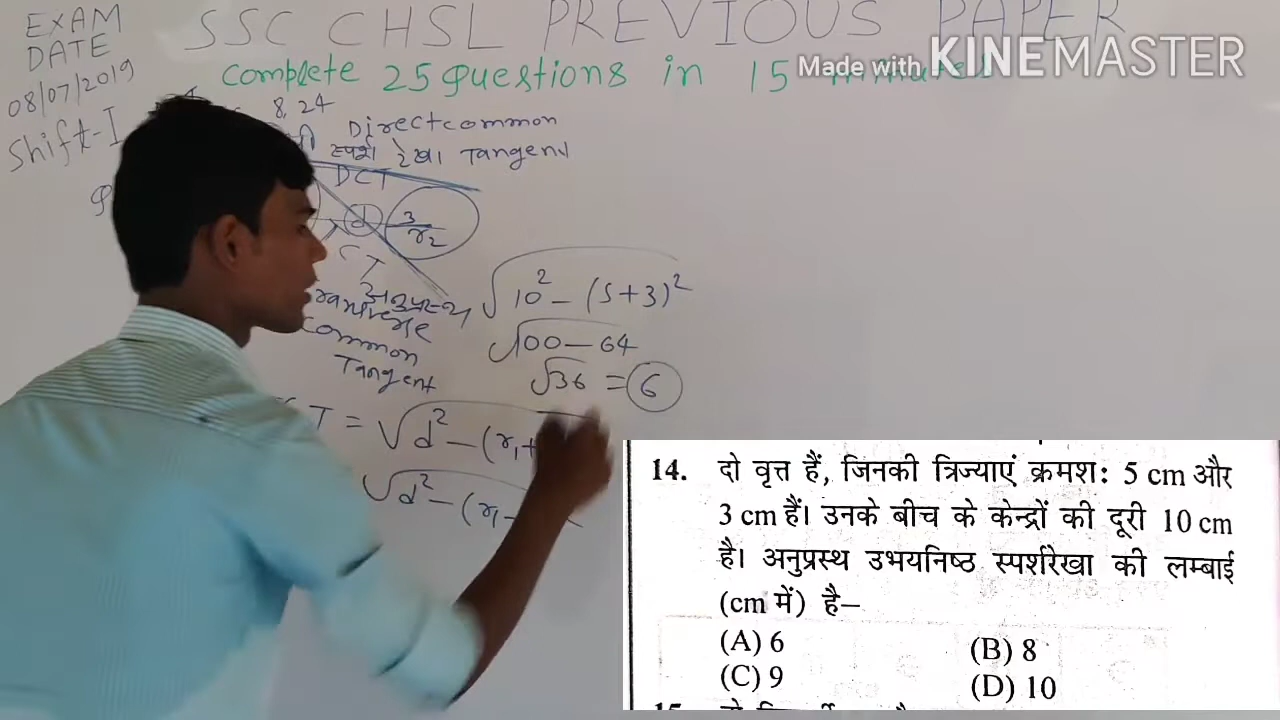 EXAM
DATE
08/07/2019
Shift-I
SSC CHSL PREVIOUS PAPER
Made with KINEMASTER
Complete 25 Questions in 15
8, 24
Direct common
स्पर्श रेखा Tangent
DCT
d
3
r₂
CT
अनुप्रस्थ
Common
Tangent
√10² - (5+3)²
√100 - 64
√36 = 6
T = √d² - (r₁+
√d² - (r₁ -
14. दो वृत्त हैं, जिनकी त्रिज्याएं क्रमश: 5 cm और
3 cm हैं। उनके बीच के केन्द्रों की दूरी 10 cm
है। अनुप्रस्थ उभयनिष्ठ स्पर्शरेखा की लम्बाई
(cm में) है–
(A) 6 (B) 8
(C) 9 (D) 10